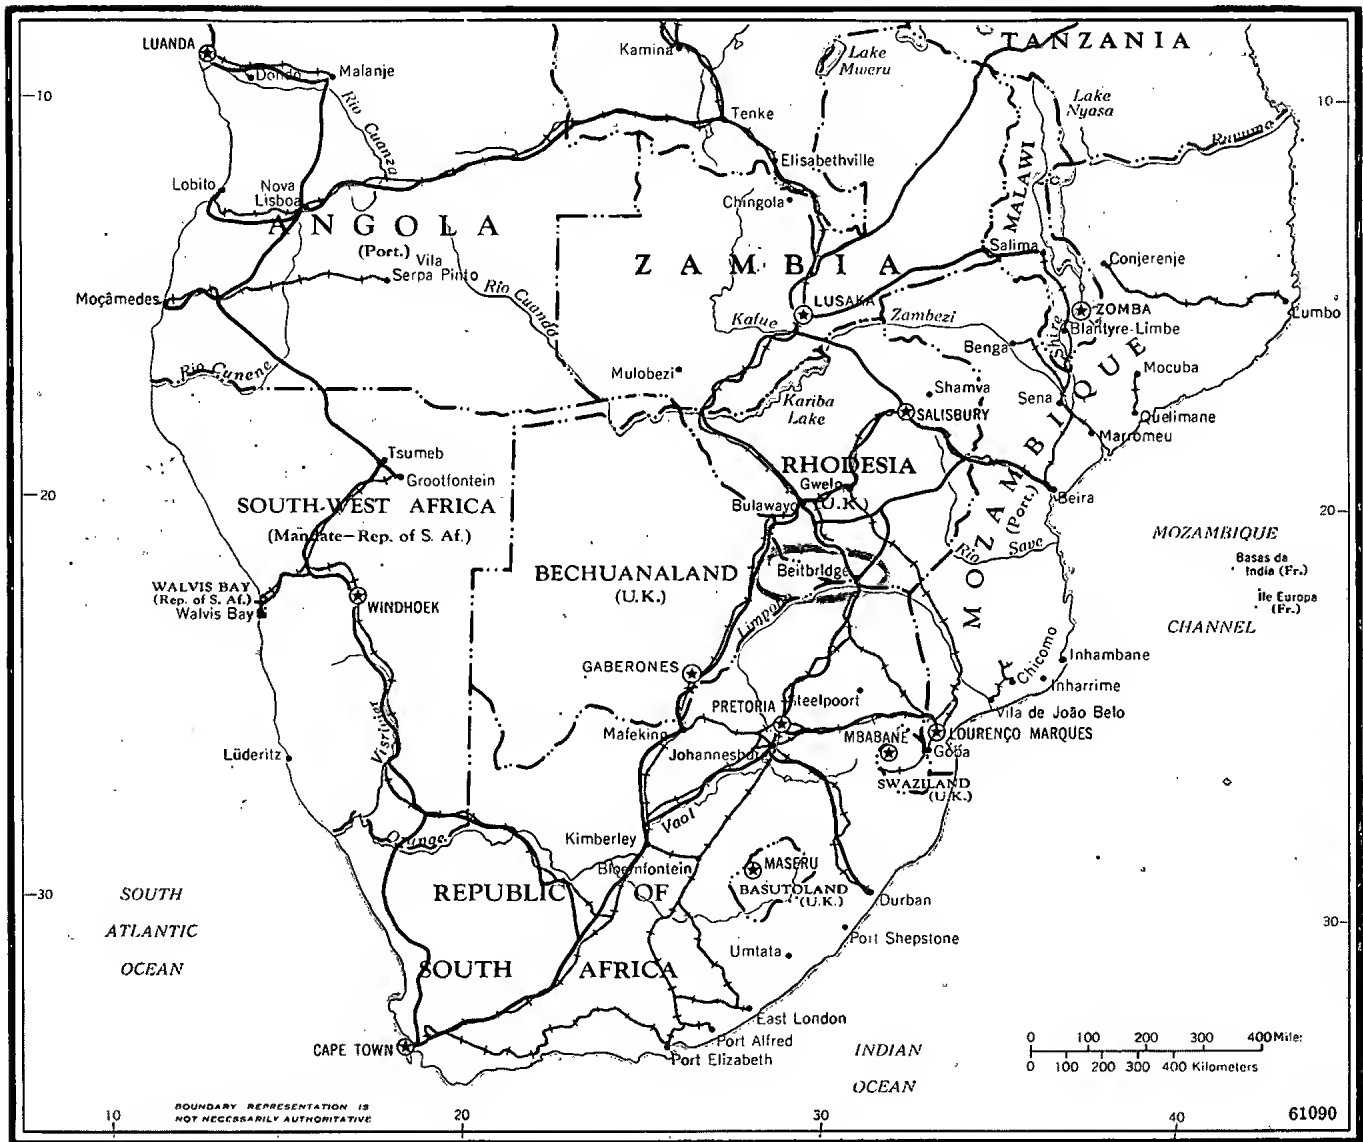 LUANDA
Dondo
Malanje
Kamina
Lake
Mweru
TANZANIA
10
10
Rio Cuanza
Tenke
Lake
Nyasa
Ruvuma
Elisabethville
MALAWI
Lobito
Nova
Lisboa
Chingola
ANGOLA
(Port.)
Vila
Serpa Pinto
ZAMBIA
Salima
Conjerenje
Moçâmedes
Rio Cuando
LUSAKA
Kafue
Zambezi
ZOMBA
Lumbo
Blantyre-Limbe
Shire
Benga
Rio Cunene
Mulobezi
Kariba
Lake
Shamva
Mocuba
SALISBURY
Sena
Quelimane
Marromeu
MOZAMBIQUE
(Port.)
Tsumeb
Grootfontein
RHODESIA
(U.K.)
Gwelo
Bulawayo
Beira
20
20
SOUTH-WEST AFRICA
(Mandate-Rep. of S. Af.)
Rio Save
MOZAMBIQUE
CHANNEL
Basas da
India (Fr.)
Île Europa
(Fr.)
BECHUANALAND
(U.K.)
Beitbridge
Limpopo
WALVIS BAY
(Rep. of S. Af.)
Walvis Bay
WINDHOEK
GABERONES
Chicomo
Inhambane
Inharrime
PRETORIA
Steelpoort
Vila de João Belo
Mafeking
Johannesburg
MBABANE
LOURENÇO MARQUES
Goba
SWAZILAND
(U.K.)
Lüderitz
Visrivier
Orange
Vaal
Kimberley
Bloemfontein
MASERU
BASUTOLAND
(U.K.)
30
30
SOUTH
ATLANTIC
OCEAN
REPUBLIC OF
SOUTH AFRICA
Durban
Port Shepstone
Umtata
East London
Port Alfred
Port Elizabeth
CAPE TOWN
INDIAN
OCEAN
0 100 200 300 400 Miles
0 100 200 300 400 Kilometers
BOUNDARY REPRESENTATION IS
NOT NECESSARILY AUTHORITATIVE
10
20
30
40
61090